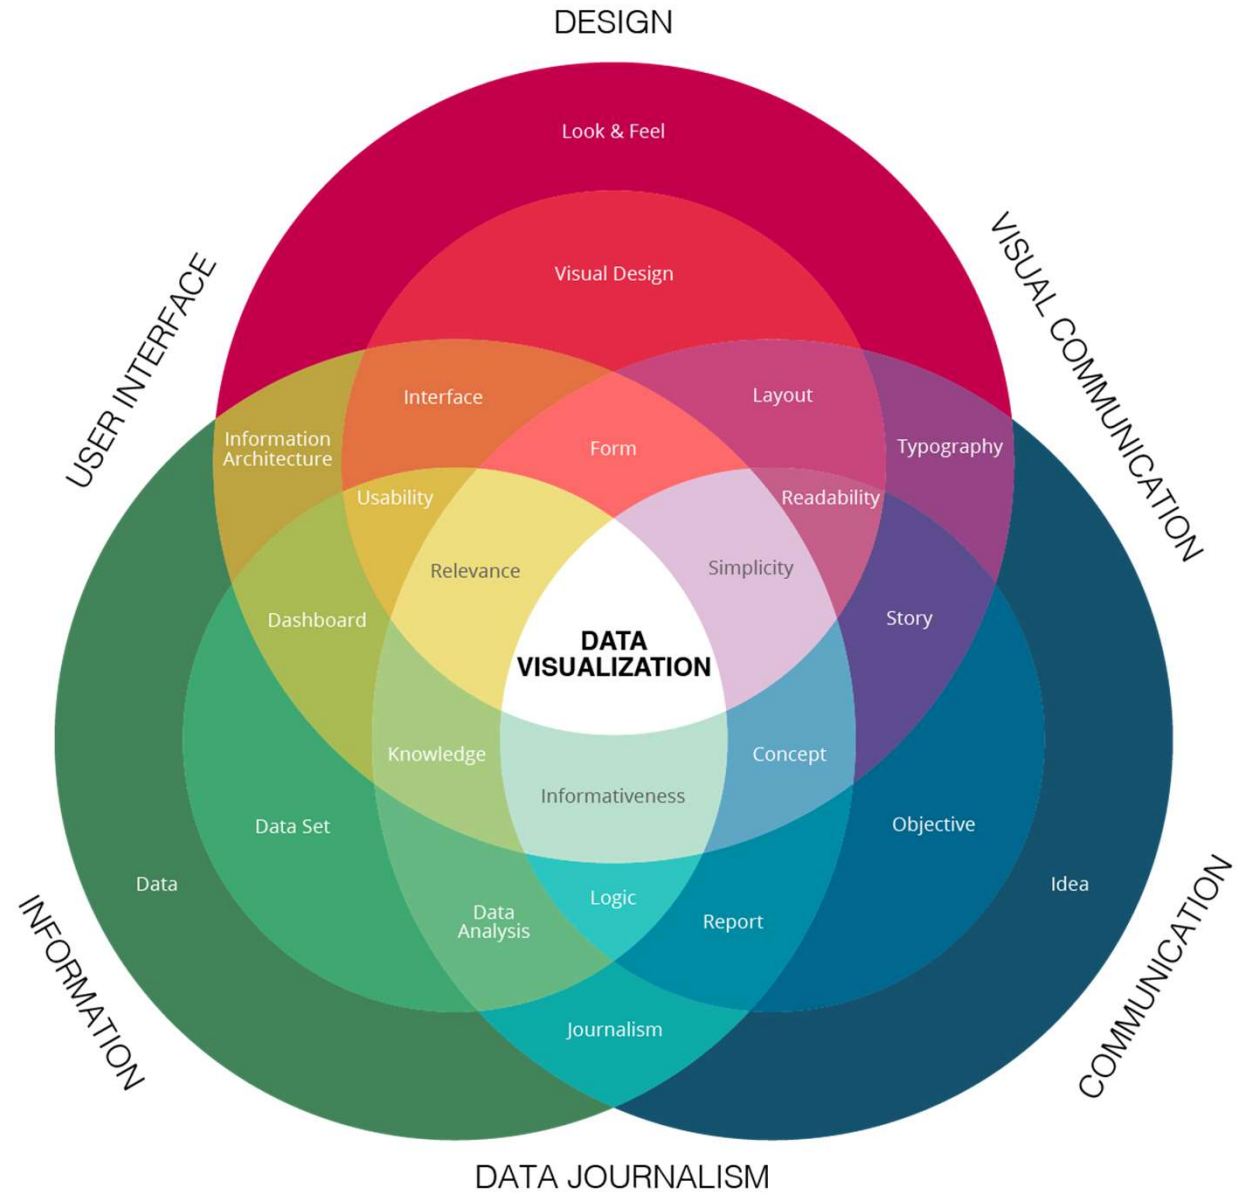 DESIGN
Look & Feel
USER INTERFACE
VISUAL COMMUNICATION
Visual Design
Interface
Layout
Information
Architecture
Form
Typography
Usability
Readability
Relevance
Simplicity
Dashboard
Story
DATA
VISUALIZATION
Knowledge
Concept
Informativeness
Data Set
Objective
Data
Idea
Logic
Data
Analysis
Report
INFORMATION
COMMUNICATION
Journalism
DATA JOURNALISM